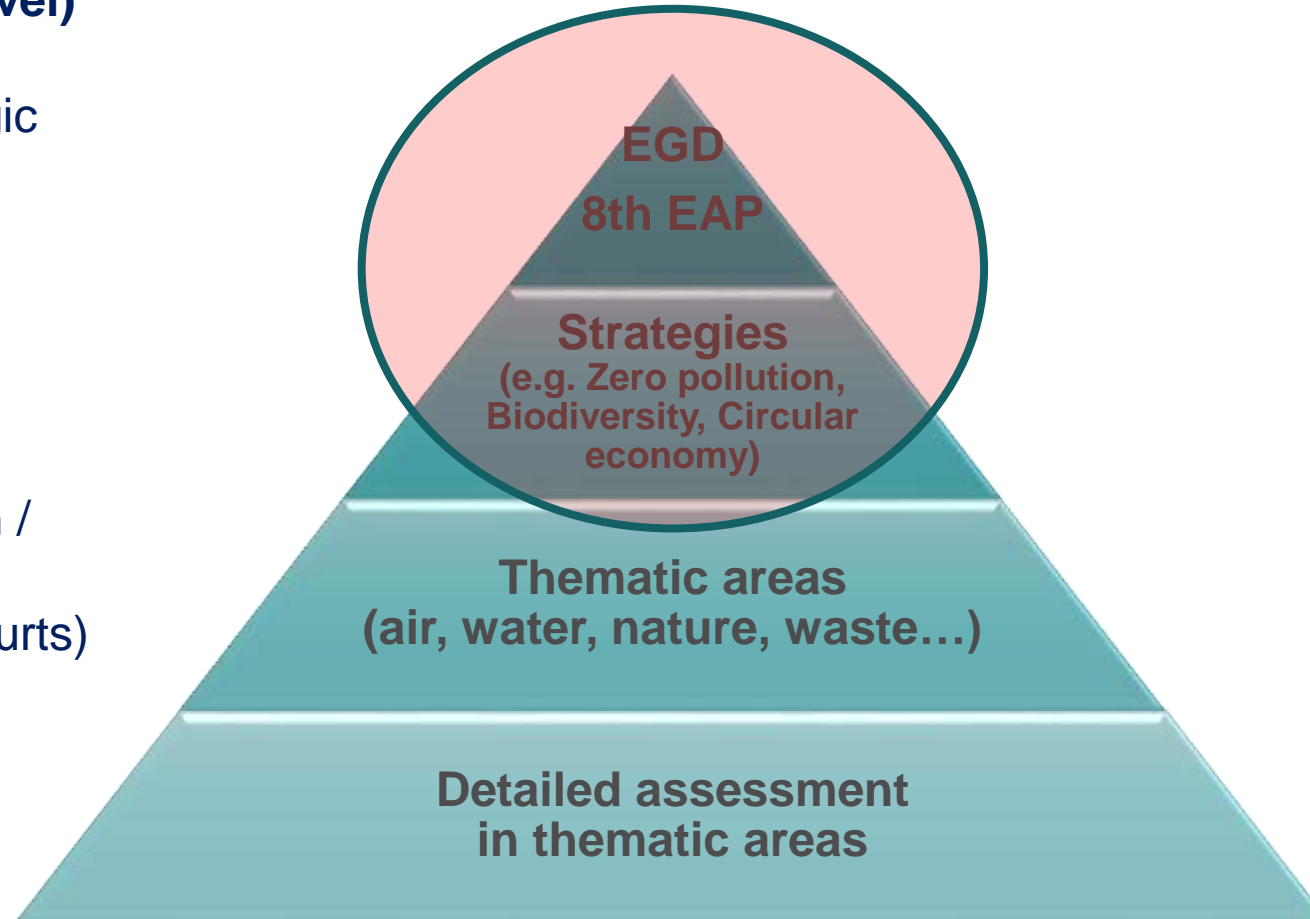 vel)
gic
/
urts)
EGD
8th EAP
Strategies
(e.g. Zero pollution,
Biodiversity, Circular
economy)
Thematic areas
(air, water, nature, waste…)
Detailed assessment
in thematic areas